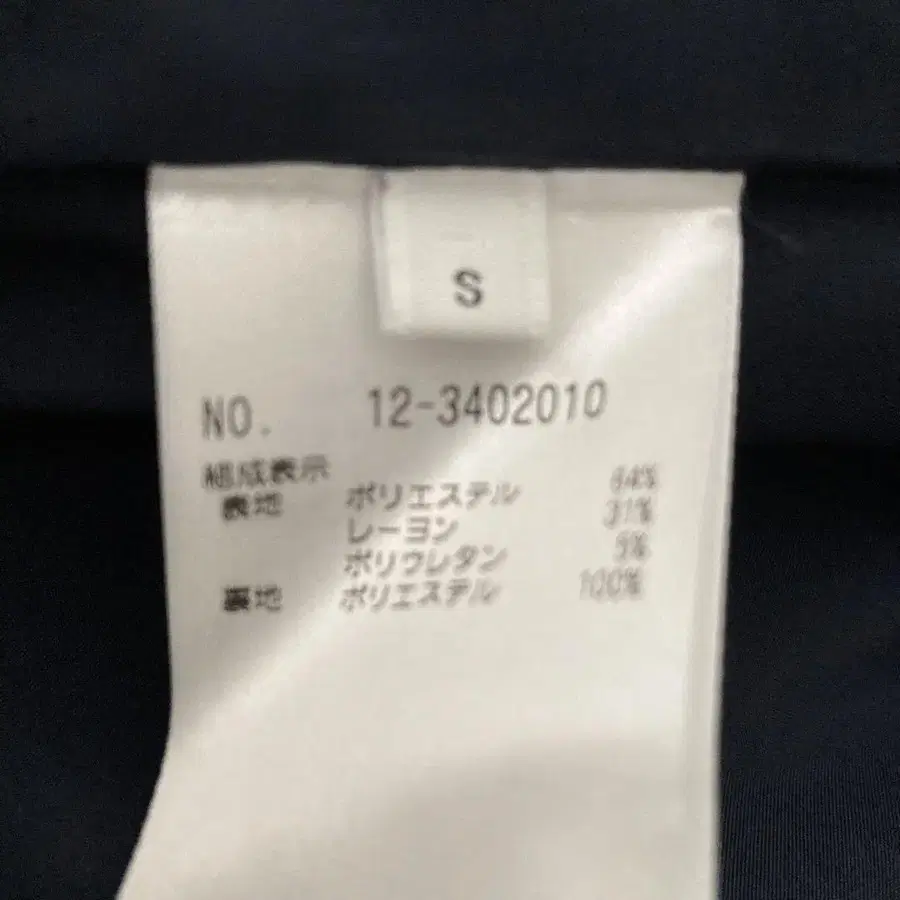 S
NO. 12-3402010
組成表示
表地 ポリエステル 64%
レーヨン 31%
ポリウレタン 5%
裏地 ポリエステル 100%